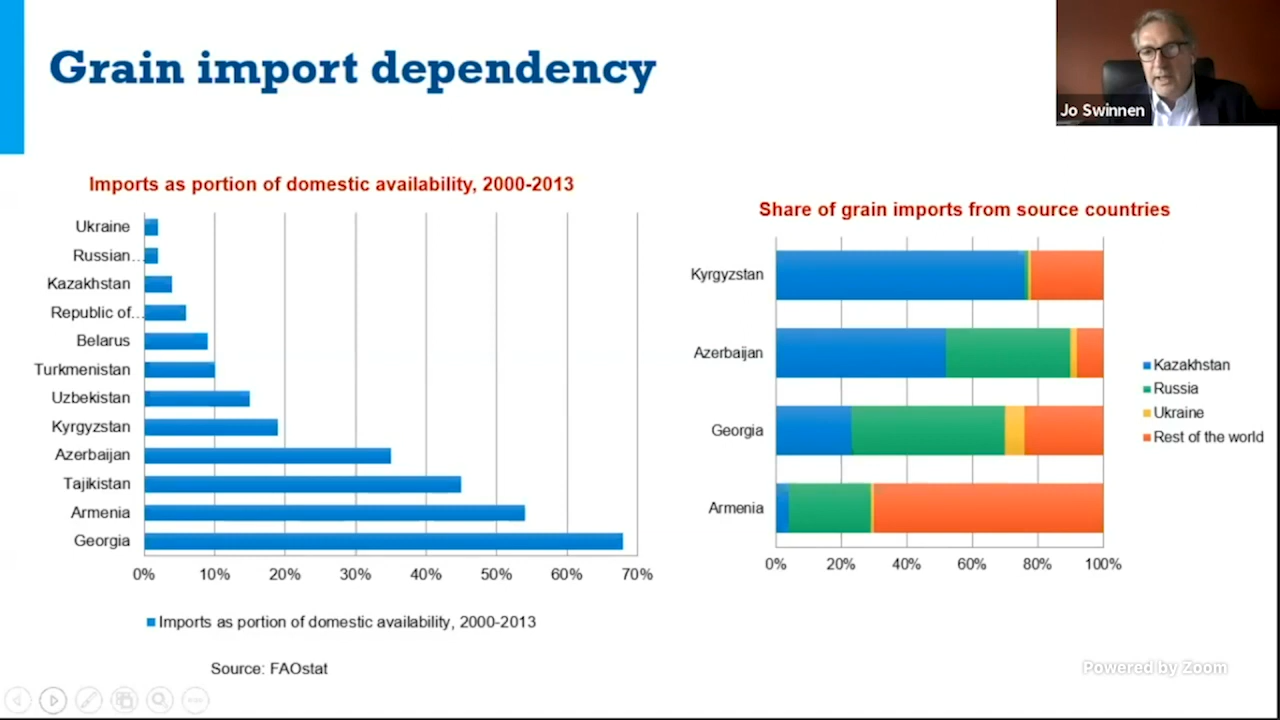 Grain import dependency
Jo Swinnen
Imports as portion of domestic availability, 2000-2013
Ukraine
Russian...
Kazakhstan
Republic of...
Belarus
Turkmenistan
Uzbekistan
Kyrgyzstan
Azerbaijan
Tajikistan
Armenia
Georgia
0% 10% 20% 30% 40% 50% 60% 70%
Imports as portion of domestic availability, 2000-2013
Source: FAOstat
Share of grain imports from source countries
Kyrgyzstan
Azerbaijan
Georgia
Armenia
0% 20% 40% 60% 80% 100%
Kazakhstan
Russia
Ukraine
Rest of the world
Powered by Zoom